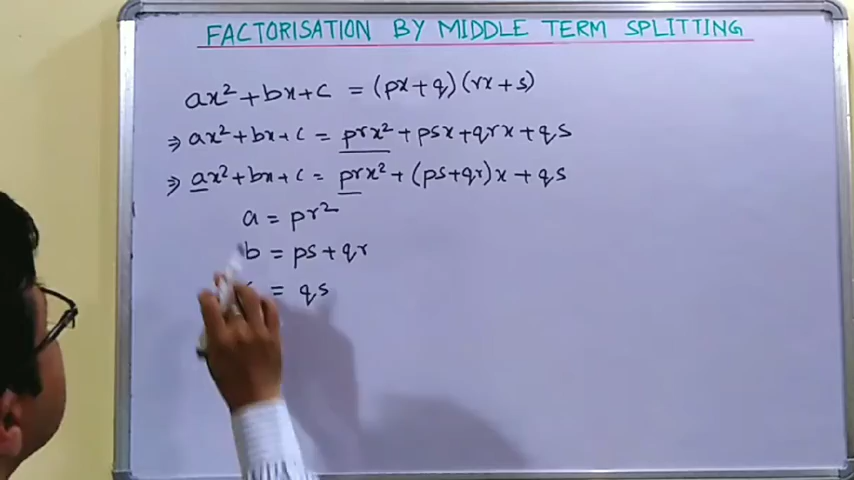 FACTORISATION BY MIDDLE TERM SPLITTING
ax² + bx + c = (px + q) (rx + s)
⇒ ax² + bx + c = prx² + psx + qrx + qs
⇒ ax² + bx + c = prx² + (ps+qr) x + qs
a = pr²
b = ps + qr
= qs